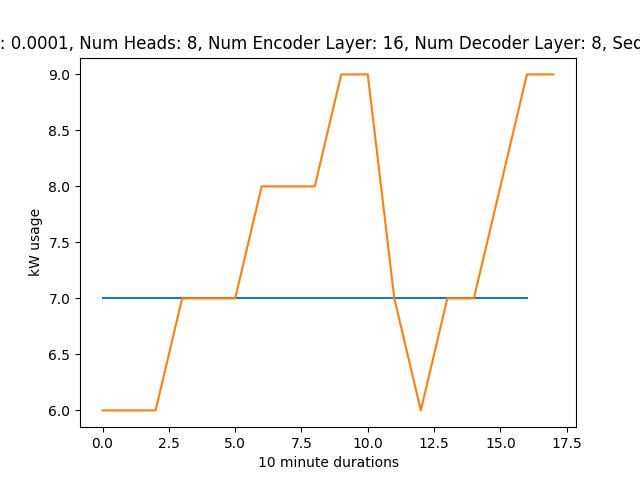 : 0.0001, Num Heads: 8, Num Encoder Layer: 16, Num Decoder Layer: 8,
9.0
8.5
8.0
7.5
7.0
6.5
6.0
kW usage
0.0 2.5 5.0 7.5 10.0 12.5 15.0 17.5
10 minute durations